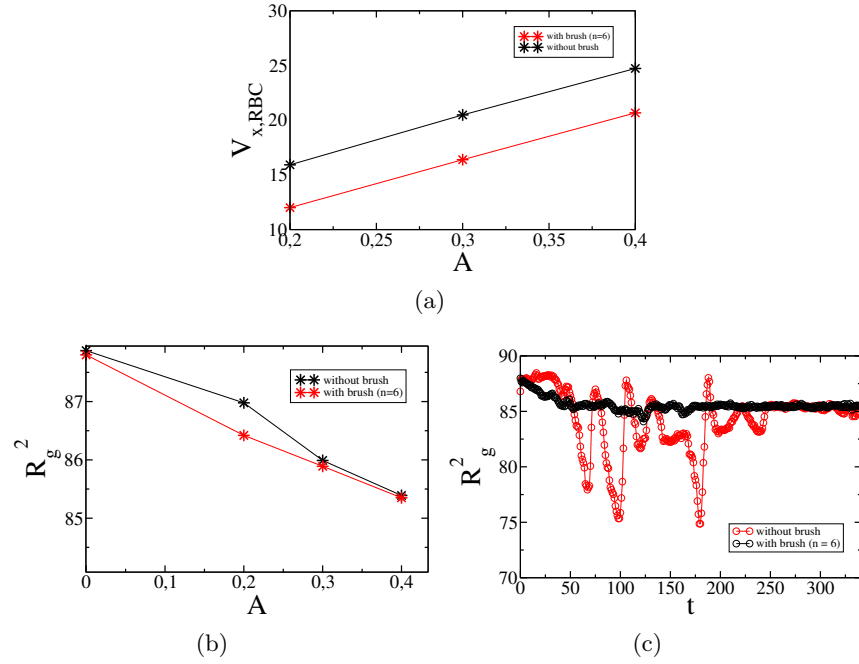 30
25
20
15
10
V x,RBC
with brush (n=6)
without brush
0,2 0,25 0,3 0,35 0,4
A
(a)
87
86
85
R g 2
without brush
with brush (n=6)
0 0,1 0,2 0,3 0,4
A
(b)
90
85
80
75
70
R 2 g
without brush
with brush (n = 6)
0 50 100 150 200 250 300
t
(c)